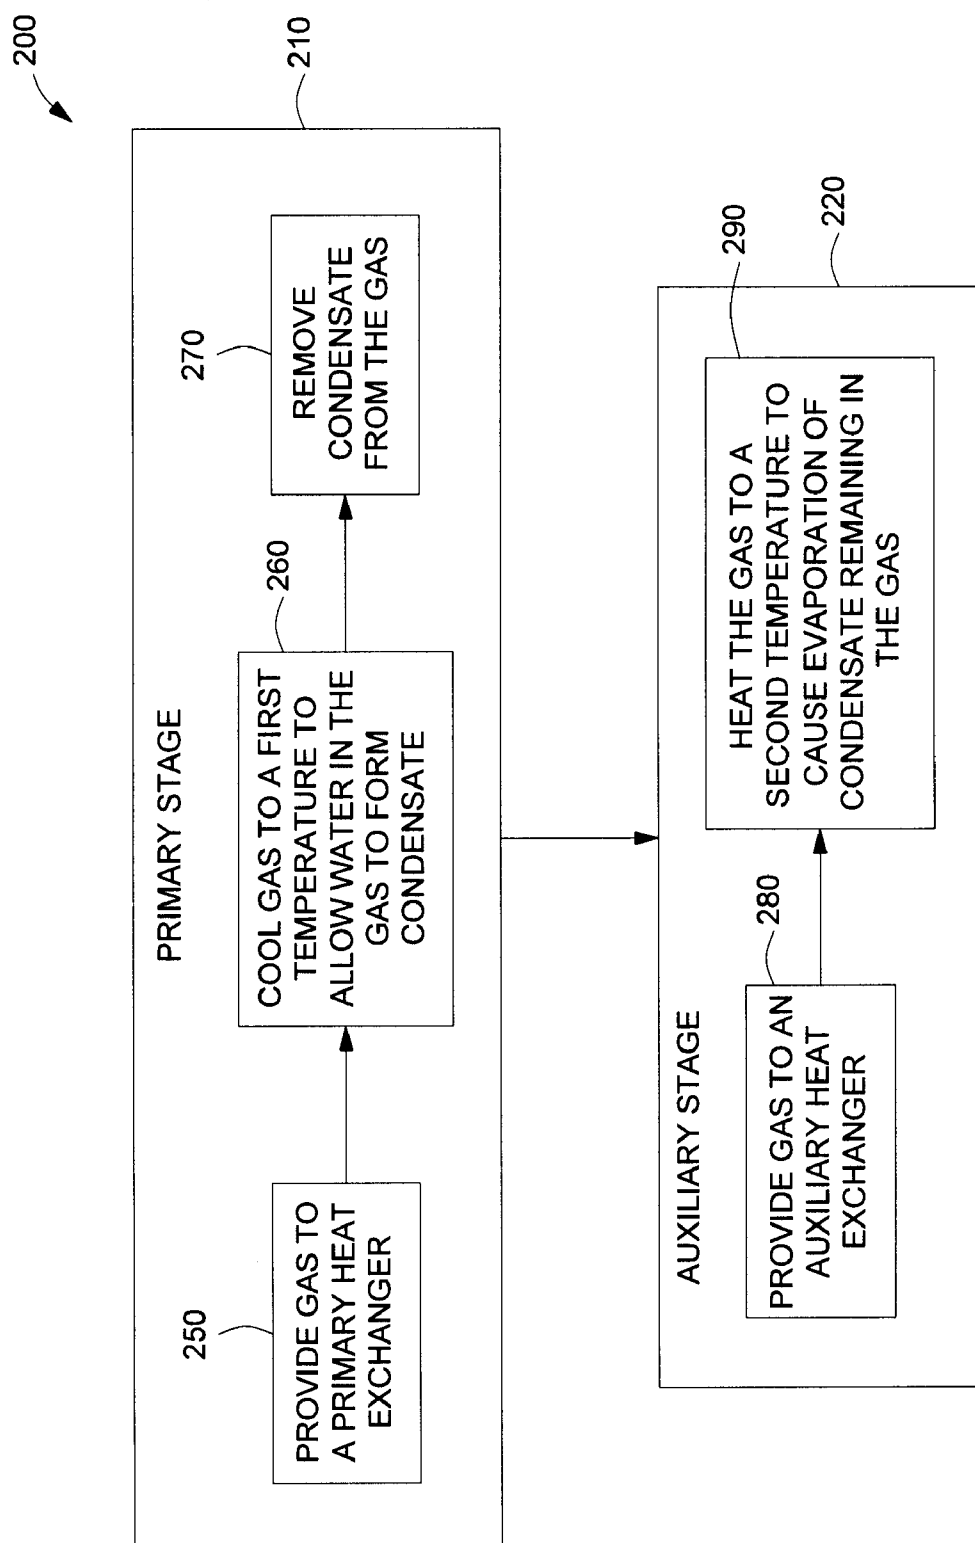 200
210
PRIMARY STAGE
250
PROVIDE GAS TO
A PRIMARY HEAT
EXCHANGER
260
COOL GAS TO A FIRST
TEMPERATURE TO
ALLOW WATER IN THE
GAS TO FORM
CONDENSATE
270
REMOVE
CONDENSATE
FROM THE GAS
220
AUXILIARY STAGE
280
PROVIDE GAS TO AN
AUXILIARY HEAT
EXCHANGER
290
HEAT THE GAS TO A
SECOND TEMPERATURE TO
CAUSE EVAPORATION OF
CONDENSATE REMAINING IN
THE GAS